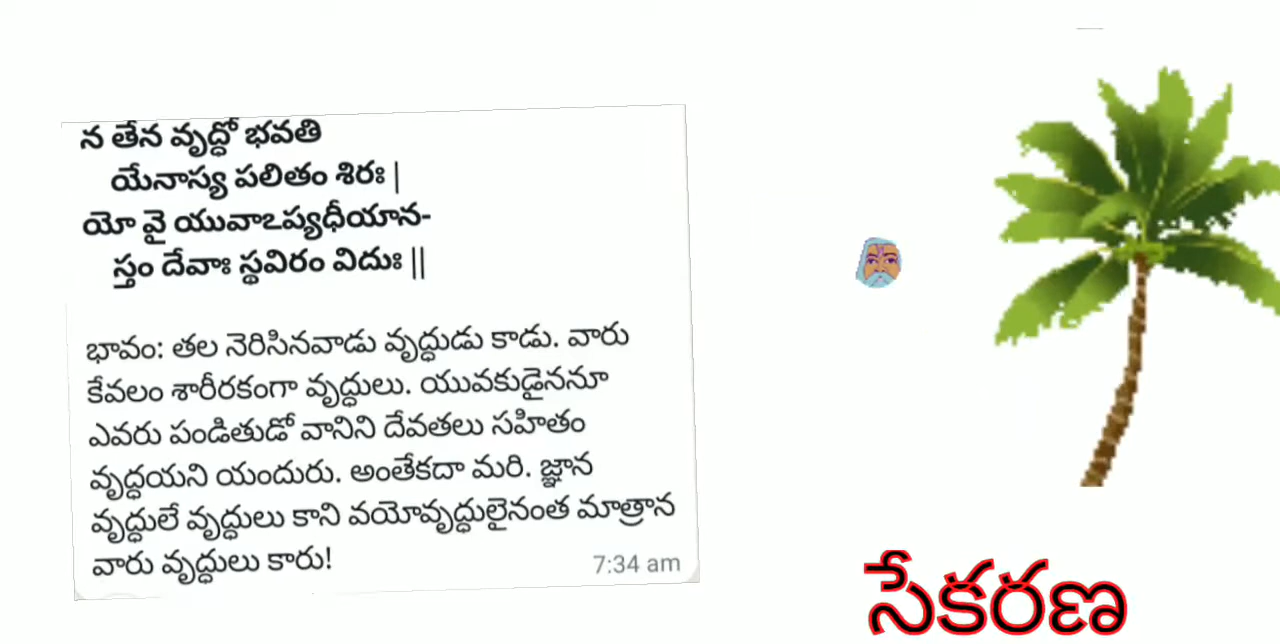 న తేన వృద్ధో భవతి
యేనాస్య పలితం శిరః |
యో వై యువాఽప్యధీయాన-
స్తం దేవాః స్థవిరం విదుః ||
భావం: తల నెరిసినవాడు వృద్ధుడు కాడు. వారు
కేవలం శారీరకంగా వృద్ధులు. యువకుడైననూ
ఎవరు పండితుడో వానిని దేవతలు సహితం
వృద్ధయని యందురు. అంతేకదా మరి. జ్ఞాన
వృద్ధులే వృద్ధులు కాని వయోవృద్ధులైనంత మాత్రాన
వారు వృద్ధులు కారు!
7:34 am
సేకరణ